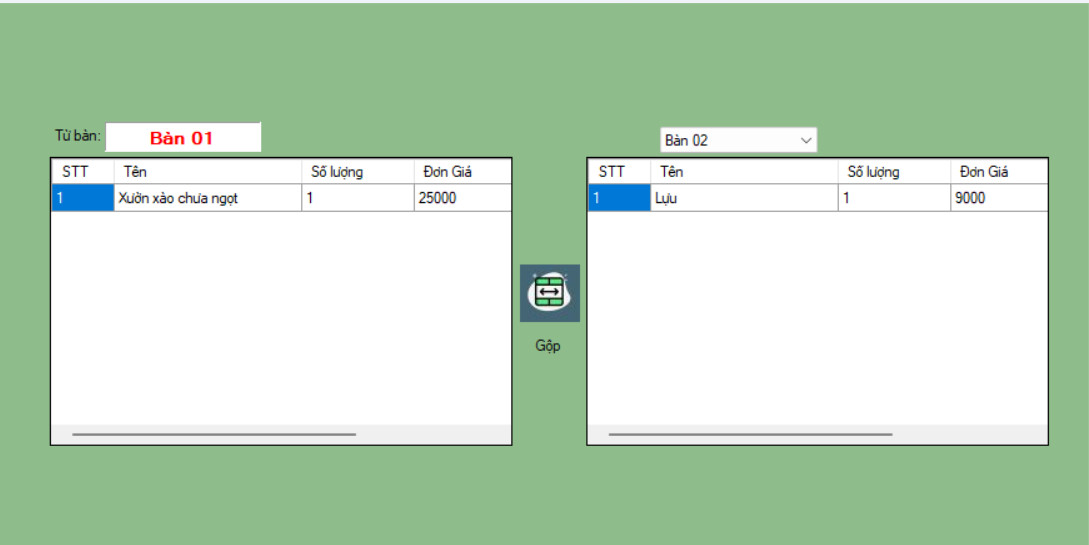 Từ bàn: Bàn 01
Bàn 02
STT Tên Số lượng Đơn Giá
1 Xườn xào chưa ngọt 1 25000
STT Tên Số lượng Đơn Giá
1 Lựu 1 9000
Gộp